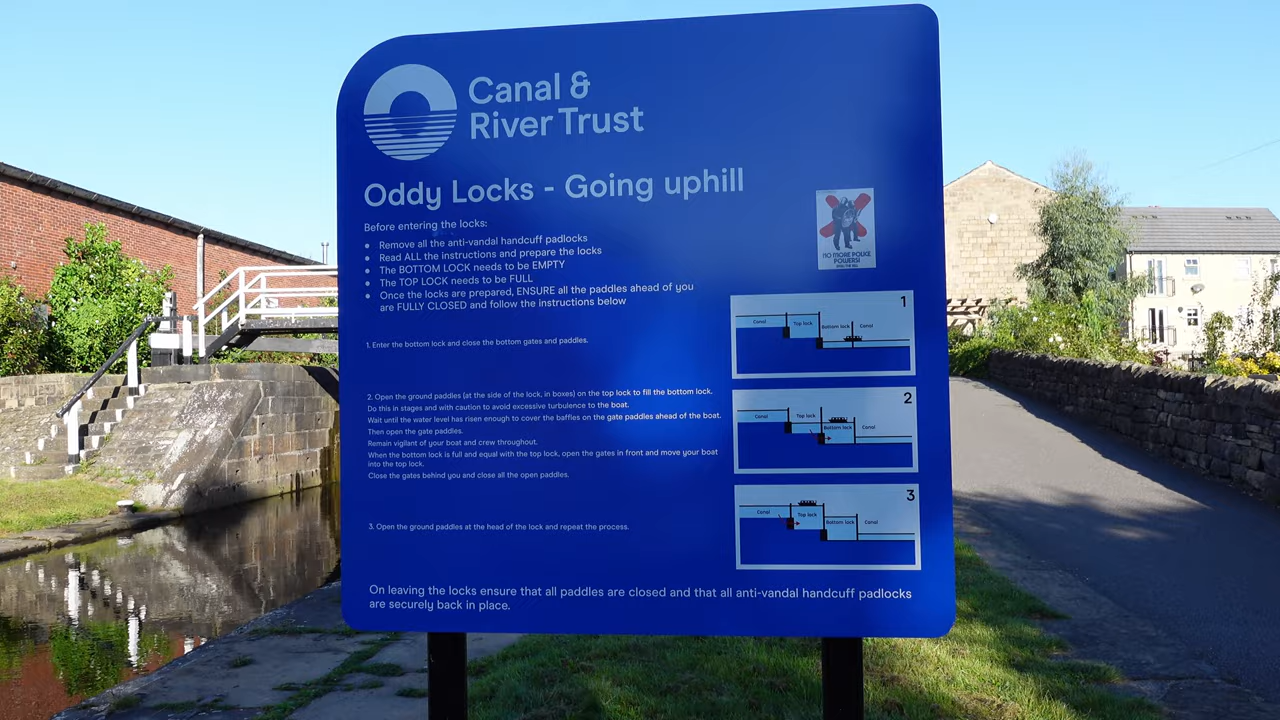 Canal &
River Trust
Oddy Locks - Going uphill
Before entering the locks:
• Remove all the anti-vandal handcuff padlocks
• Read ALL the instructions and prepare the locks
• The BOTTOM LOCK needs to be EMPTY
• The TOP LOCK needs to be FULL
• Once the locks are prepared, ENSURE all the paddles ahead of you
are FULLY CLOSED and follow the instructions below
NO MORE POLICE
POWERS!
1. Enter the bottom lock and close the bottom gates and paddles.
1
Canal Top lock Bottom lock Canal
2. Open the ground paddles (at the side of the lock, in boxes) on the top lock to fill the bottom lock.
Do this in stages and with caution to avoid excessive turbulence to the boat.
Wait until the water level has risen enough to cover the baffles on the gate paddles ahead of the boat.
Then open the gate paddles.
Remain vigilant of your boat and crew throughout.
When the bottom lock is full and equal with the top lock, open the gates in front and move your boat
into the top lock.
Close the gates behind you and close all the open paddles.
2
Canal Top lock Bottom lock Canal
3. Open the ground paddles at the head of the lock and repeat the process.
3
Canal Top lock Bottom lock Canal
On leaving the locks ensure that all paddles are closed and that all anti-vandal handcuff padlocks
are securely back in place.